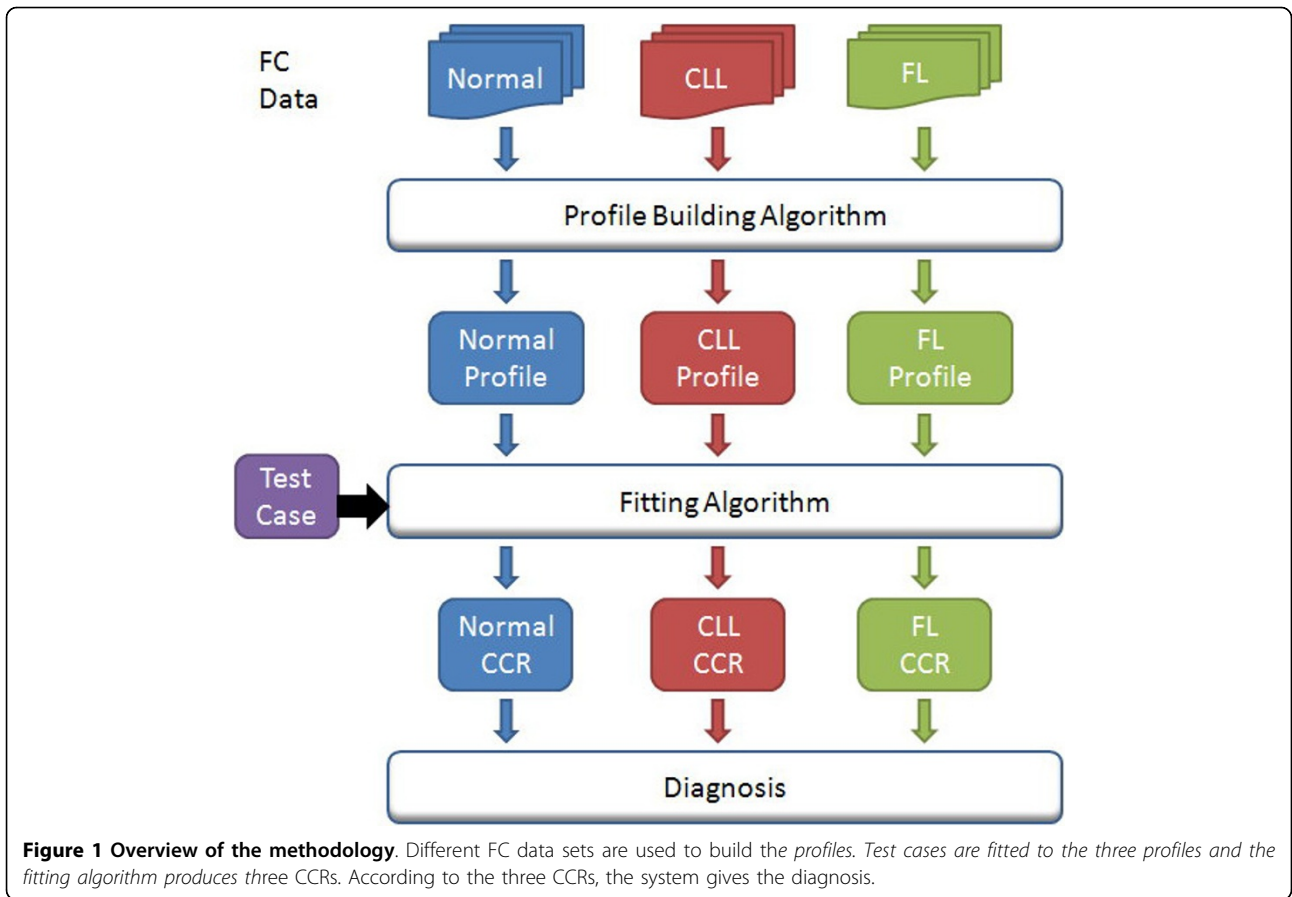 FC
Data
Normal
CLL
FL
Profile Building Algorithm
Normal
Profile
CLL
Profile
FL
Profile
Test
Case
Fitting Algorithm
Normal
CCR
CLL
CCR
FL
CCR
Diagnosis
Figure 1 Overview of the methodology. Different FC data sets are used to build the profiles. Test cases are fitted to the three profiles and the
fitting algorithm produces three CCRs. According to the three CCRs, the system gives the diagnosis.